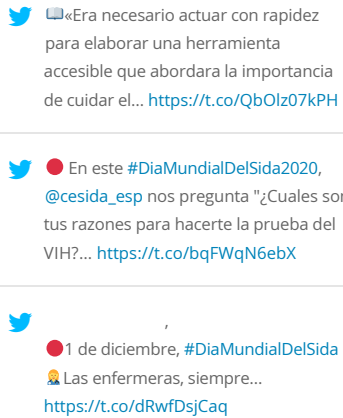 📖«Era necesario actuar con rapidez
para elaborar una herramienta
accesible que abordara la importancia
de cuidar el... https://t.co/QbOlz07kPH
🔴 En este #DiaMundialDelSida2020,
@cesida_esp nos pregunta "¿Cuales son
tus razones para hacerte la prueba del
VIH?... https://t.co/bqFWqN6ebX
,
🔴1 de diciembre, #DiaMundialDelSida
👩‍⚕️Las enfermeras, siempre...
https://t.co/dRwfDsjCaq